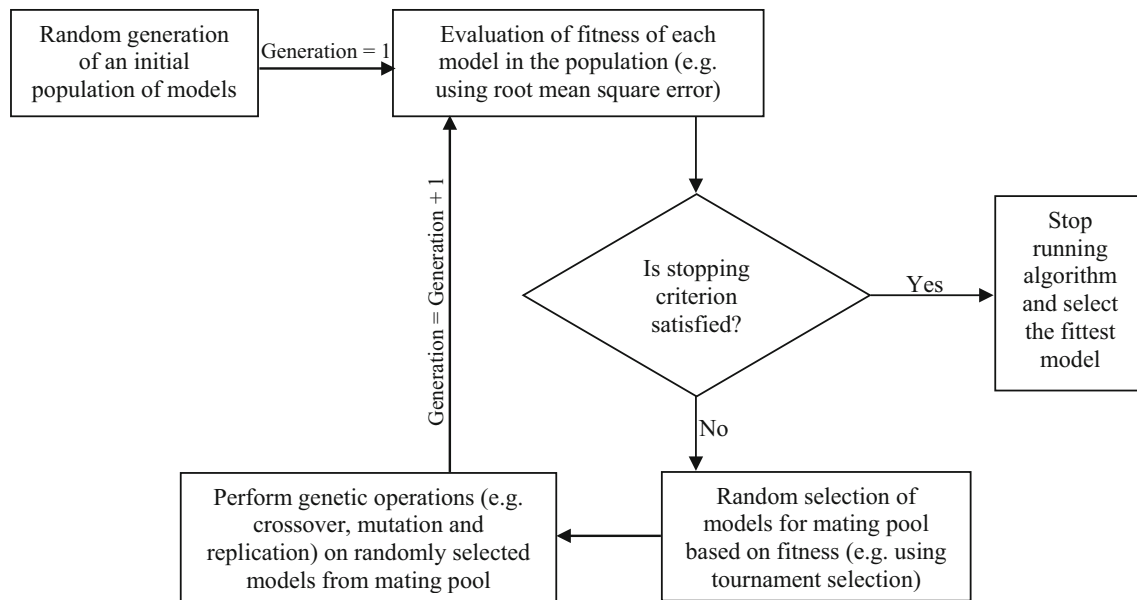 Random generation
of an initial
population of models
Generation = 1
Evaluation of fitness of each
model in the population (e.g.
using root mean square error)
Generation = Generation + 1
Is stopping
criterion
satisfied?
Yes
Stop
running
algorithm
and select
the fittest
model
No
Random selection of
models for mating pool
based on fitness (e.g. using
tournament selection)
Perform genetic operations (e.g.
crossover, mutation and
replication) on randomly selected
models from mating pool